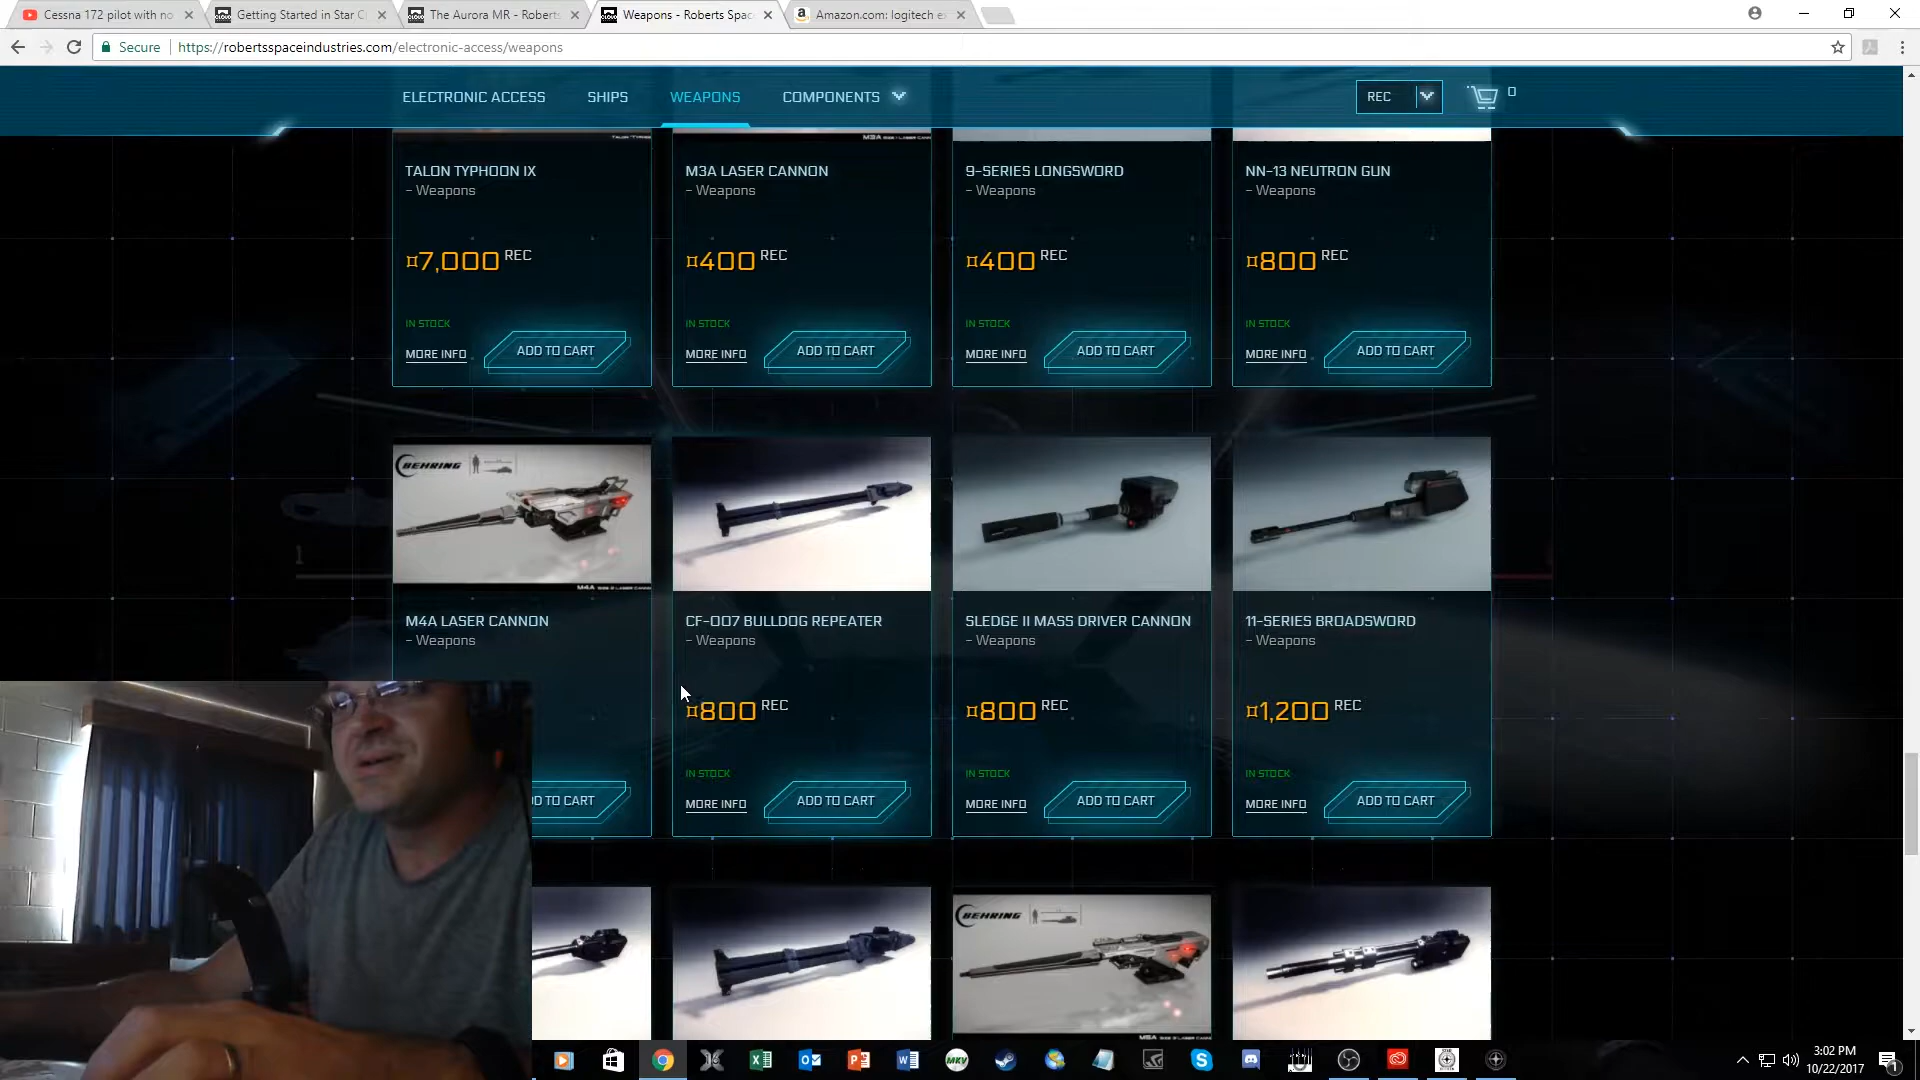 Cessna 172 pilot with no
Getting Started in Star Ci
The Aurora MR - Roberts
Weapons - Roberts Spac
Amazon.com: logitech e
Secure
https://robertsspaceindustries.com/electronic-access/weapons
ELECTRONIC ACCESS
SHIPS
WEAPONS
COMPONENTS
REC
0
TALON TYPHOON IX
- Weapons
¤7,000 REC
IN STOCK
MORE INFO
ADD TO CART
M3A LASER CANNON
- Weapons
¤400 REC
IN STOCK
MORE INFO
ADD TO CART
9-SERIES LONGSWORD
- Weapons
¤400 REC
IN STOCK
MORE INFO
ADD TO CART
NN-13 NEUTRON GUN
- Weapons
¤800 REC
IN STOCK
MORE INFO
ADD TO CART
BEHRING
M4A LASER CANNON
- Weapons
D TO CART
CF-007 BULLDOG REPEATER
- Weapons
¤800 REC
IN STOCK
MORE INFO
ADD TO CART
SLEDGE II MASS DRIVER CANNON
- Weapons
¤800 REC
IN STOCK
MORE INFO
ADD TO CART
11-SERIES BROADSWORD
- Weapons
¤1,200 REC
IN STOCK
MORE INFO
ADD TO CART
BEHRING
MKV
3:02 PM
10/22/2017
1